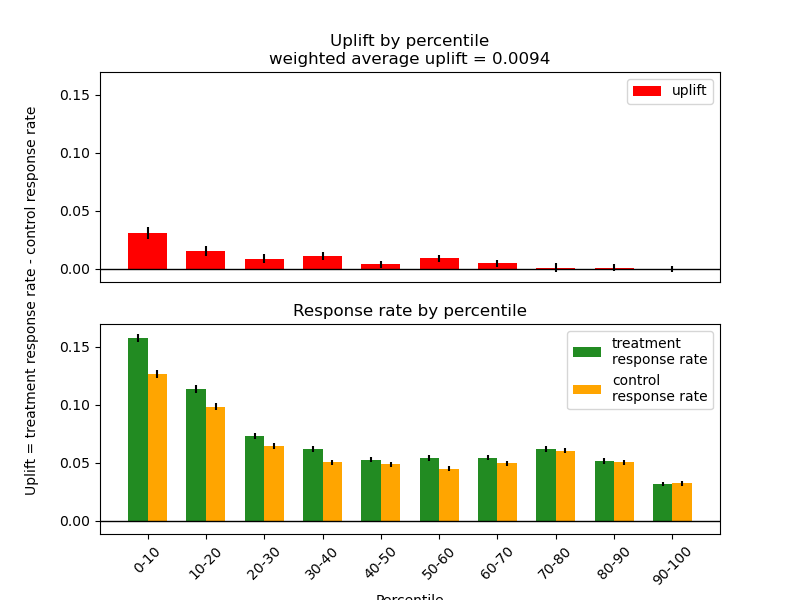 Uplift by percentile
weighted average uplift = 0.0094
uplift
0.15
0.10
0.05
0.00
Uplift = treatment response rate - control response rate
Response rate by percentile
treatment
response rate
control
response rate
0.15
0.10
0.05
0.00
0-10
10-20
20-30
30-40
40-50
50-60
60-70
70-80
80-90
90-100
Percentile